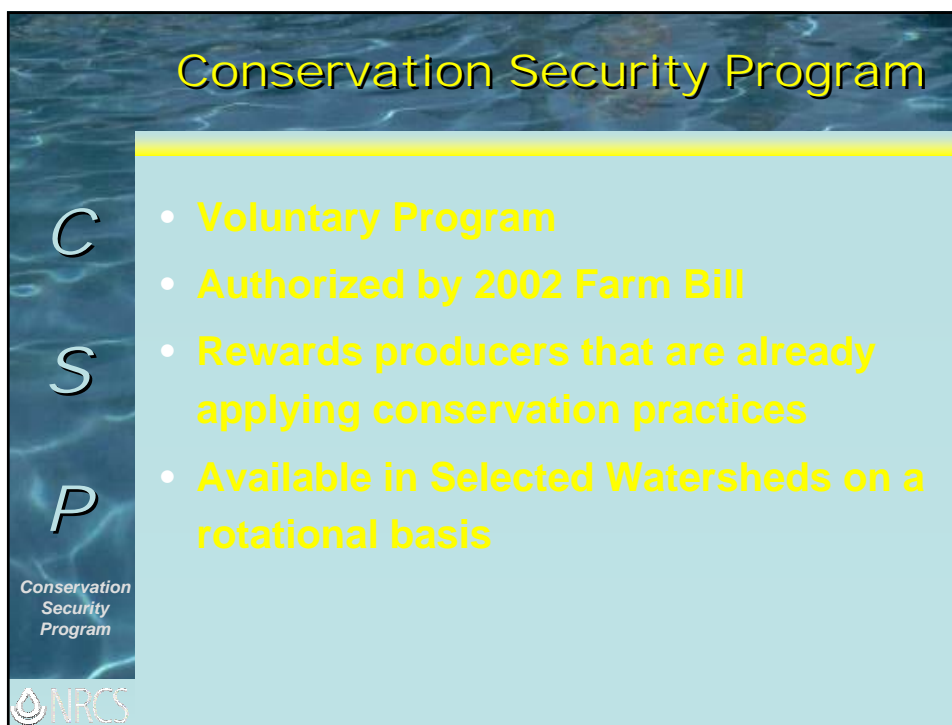 Conservation Security Program
C
S
P
Conservation
Security
Program
NRCS
• Voluntary Program
• Authorized by 2002 Farm Bill
• Rewards producers that are already
applying conservation practices
• Available in Selected Watersheds on a
rotational basis